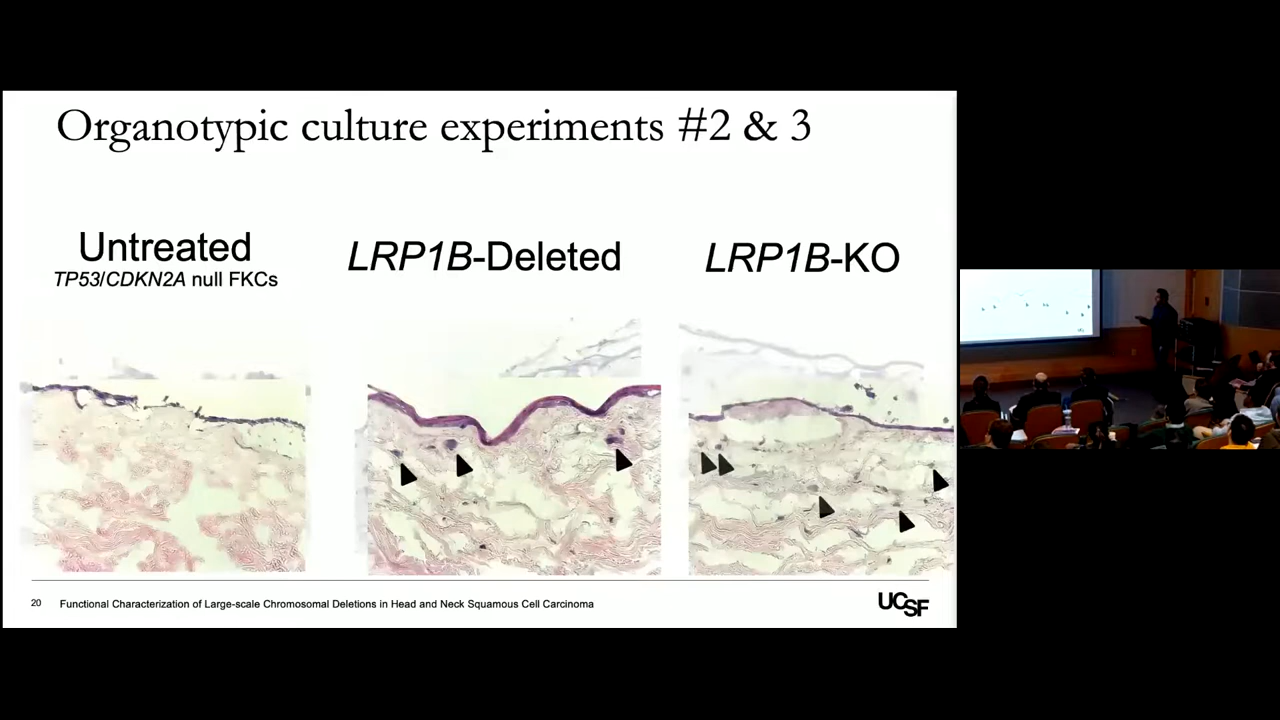 Organotypic culture experiments #2 & 3
Untreated
TP53/CDKN2A null FKCs
LRP1B-Deleted
LRP1B-KO
20 Functional Characterization of Large-scale Chromosomal Deletions in Head and Neck Squamous Cell Carcinoma
UCSF